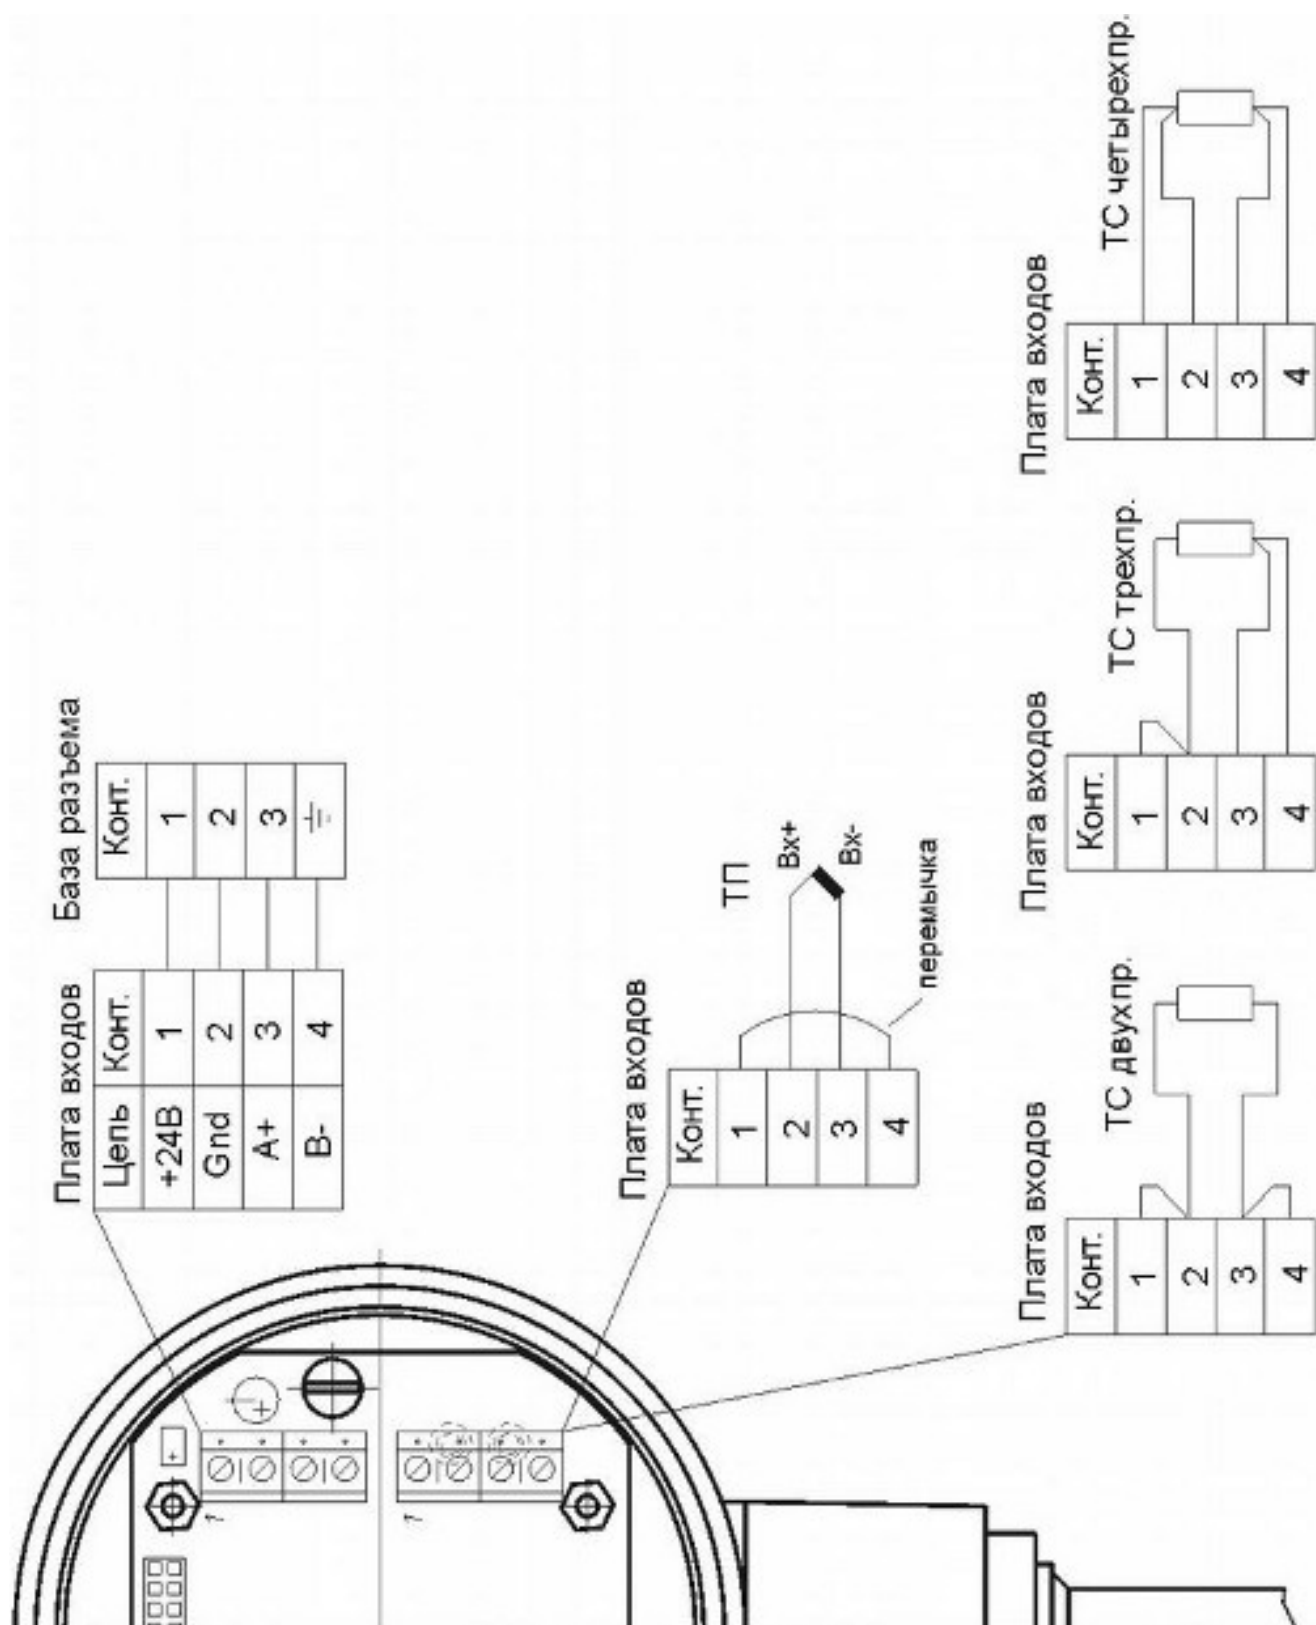 Плата входов
База разъема
Цепь Конт.
Конт.
+24В 1
1
Gnd 2
2
А+ 3
3
В- 4
Плата входов
ТП
Конт.
1
2
3
4
Вх+
Вх-
перемычка
Плата входов
ТС двухпр.
Конт.
1
2
3
4
Плата входов
ТС трехпр.
Конт.
1
2
3
4
Плата входов
ТС четырехпр.
Конт.
1
2
3
4
1
1